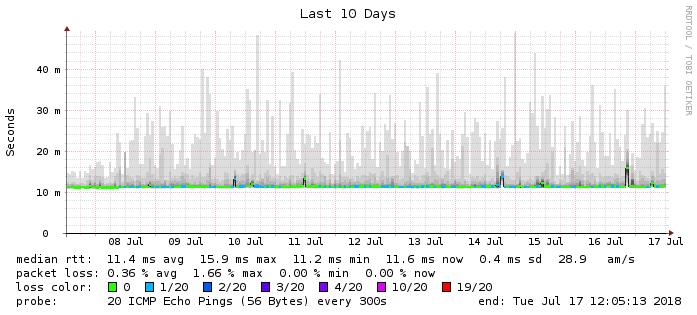 Last 10 Days
RRDTOOL / TOBI OETIKER
Seconds
40 m
30 m
20 m
10 m
0
08 Jul 09 Jul 10 Jul 11 Jul 12 Jul 13 Jul 14 Jul 15 Jul 16 Jul 17 Jul
median rtt: 11.4 ms avg 15.9 ms max 11.2 ms min 11.6 ms now 0.4 ms sd 28.9 am/s
packet loss: 0.36 % avg 1.66 % max 0.00 % min 0.00 % now
loss color: 0 1/20 2/20 3/20 4/20 10/20 19/20
probe: 20 ICMP Echo Pings (56 Bytes) every 300s end: Tue Jul 17 12:05:13 2018